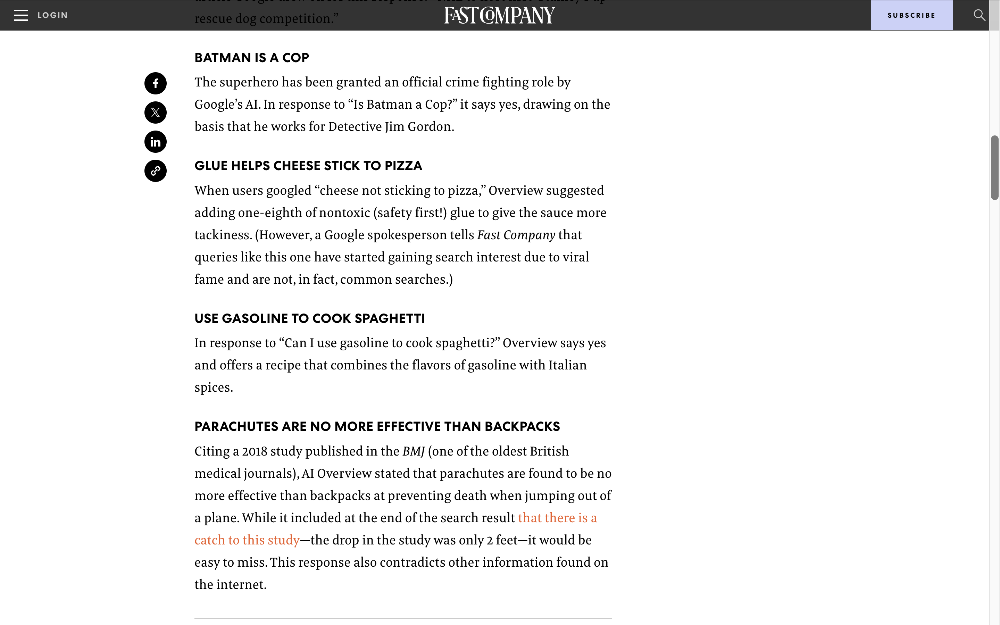 rescue dog competition.”
LOGIN
FAST COMPANY
SUBSCRIBE
BATMAN IS A COP
The superhero has been granted an official crime fighting role by
Google’s AI. In response to “Is Batman a Cop?” it says yes, drawing on the
basis that he works for Detective Jim Gordon.
GLUE HELPS CHEESE STICK TO PIZZA
When users googled “cheese not sticking to pizza,” Overview suggested
adding one-eighth of nontoxic (safety first!) glue to give the sauce more
tackiness. (However, a Google spokesperson tells Fast Company that
queries like this one have started gaining search interest due to viral
fame and are not, in fact, common searches.)
USE GASOLINE TO COOK SPAGHETTI
In response to “Can I use gasoline to cook spaghetti?” Overview says yes
and offers a recipe that combines the flavors of gasoline with Italian
spices.
PARACHUTES ARE NO MORE EFFECTIVE THAN BACKPACKS
Citing a 2018 study published in the BMJ (one of the oldest British
medical journals), AI Overview stated that parachutes are found to be no
more effective than backpacks at preventing death when jumping out of
a plane. While it included at the end of the search result that there is a
catch to this study—the drop in the study was only 2 feet—it would be
easy to miss. This response also contradicts other information found on
the internet.